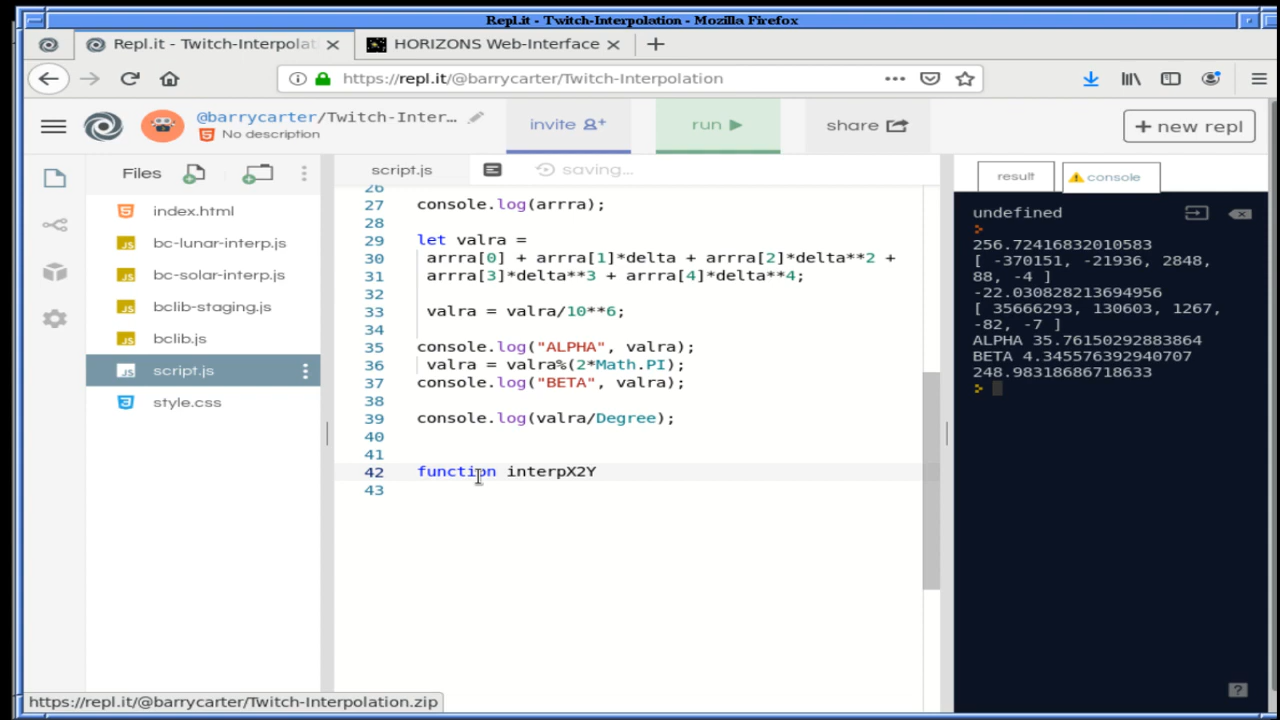 Repl.it - Twitch-Interpolation - Mozilla Firefox
Repl.it - Twitch-Interpolat
HORIZONS Web-Interface
https://repl.it/@barrycarter/Twitch-Interpolation
@barrycarter/Twitch-Inter...
No description
invite
run
share
+ new repl
Files
script.js
saving...
result
console
index.html
bc-lunar-interp.js
bc-solar-interp.js
bclib-staging.js
bclib.js
script.js
style.css
26
27 console.log(arrra);
28
29 let valra =
30 arrra[0] + arrra[1]*delta + arrra[2]*delta**2 +
31 arrra[3]*delta**3 + arrra[4]*delta**4;
32
33 valra = valra/10**6;
34
35 console.log("ALPHA", valra);
36 valra = valra%(2*Math.PI);
37 console.log("BETA", valra);
38
39 console.log(valra/Degree);
40
41
42 function interpX2Y
43
undefined
256.72416832010583
[ -370151, -21936, 2848,
88, -4 ]
-22.030828213694956
[ 35666293, 130603, 1267,
-82, -7 ]
ALPHA 35.76150292883864
BETA 4.345576392940707
248.98318686718633
?
https://repl.it/@barrycarter/Twitch-Interpolation.zip